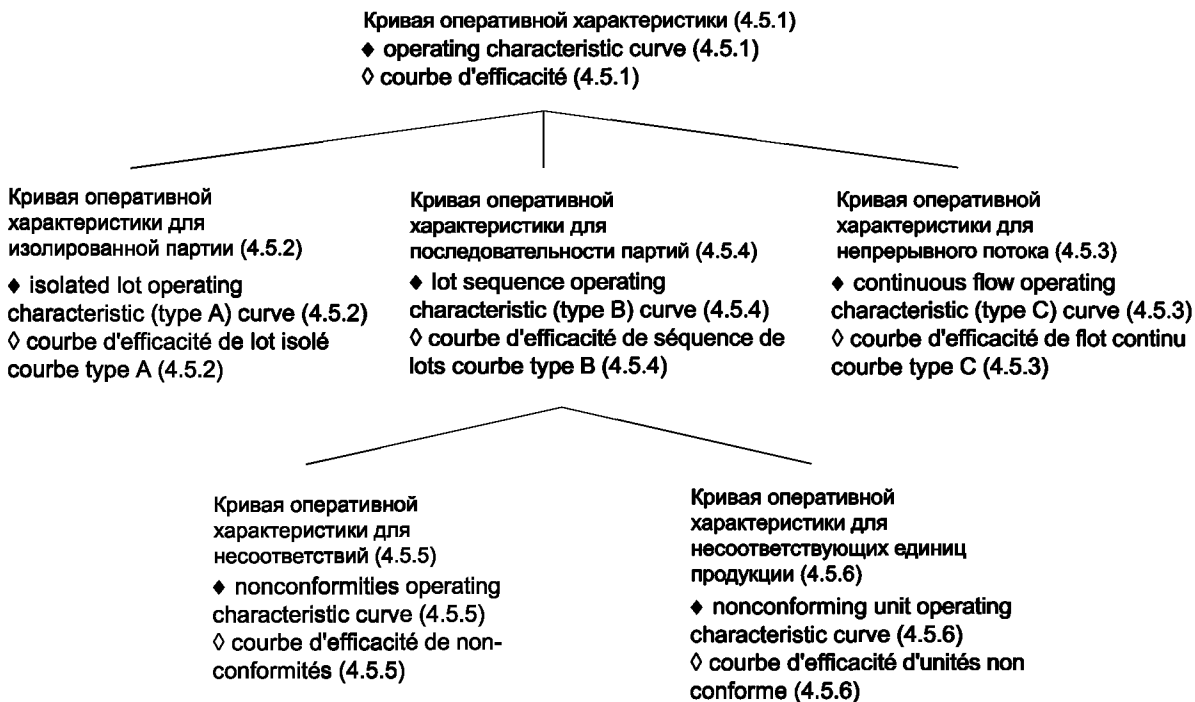 Кривая оперативной характеристики (4.5.1)
♦ operating characteristic curve (4.5.1)
◊ courbe d'efficacité (4.5.1)
Кривая оперативной
характеристики для
изолированной партии (4.5.2)
♦ isolated lot operating
characteristic (type A) curve (4.5.2)
◊ courbe d'efficacité de lot isolé
courbe type A (4.5.2)
Кривая оперативной
характеристики для
последовательности партий (4.5.4)
♦ lot sequence operating
characteristic (type B) curve (4.5.4)
◊ courbe d'efficacité de séquence de
lots courbe type B (4.5.4)
Кривая оперативной
характеристики для
непрерывного потока (4.5.3)
♦ continuous flow operating
characteristic (type C) curve (4.5.3)
◊ courbe d'efficacité de flot continu
courbe type C (4.5.3)
Кривая оперативной
характеристики для
несоответствий (4.5.5)
♦ nonconformities operating
characteristic curve (4.5.5)
◊ courbe d'efficacité de non-
conformités (4.5.5)
Кривая оперативной
характеристики для
несоответствующих единиц
продукции (4.5.6)
♦ nonconforming unit operating
characteristic curve (4.5.6)
◊ courbe d'efficacité d'unités non
conforme (4.5.6)